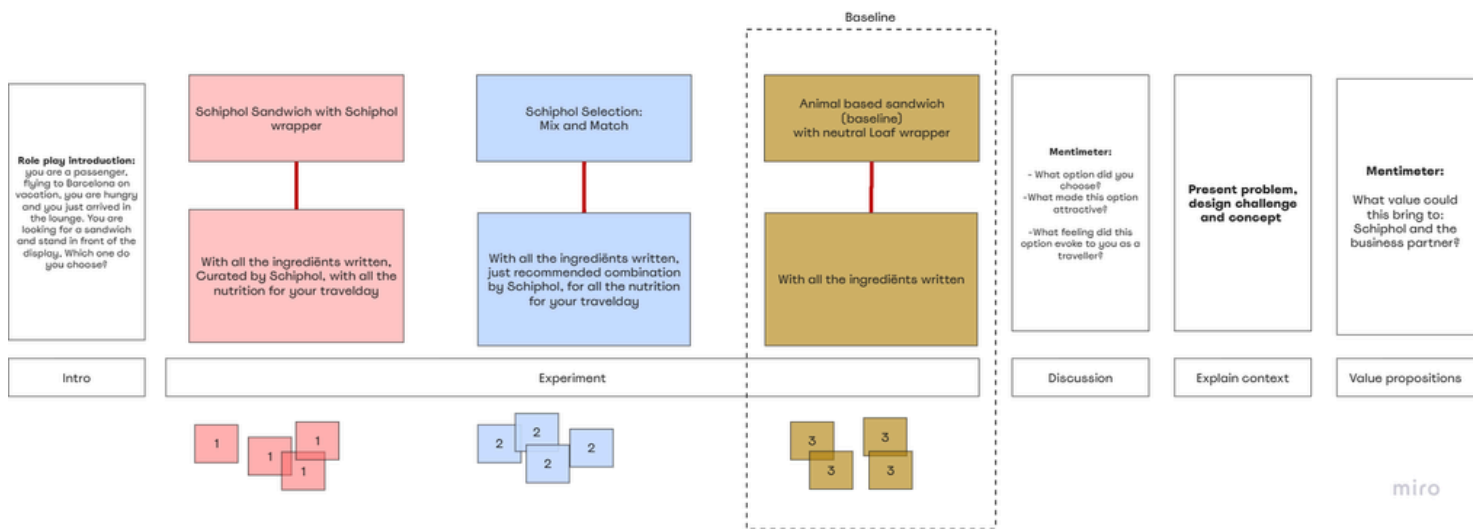 Baseline
Role play introduction:
you are a passenger,
flying to Barcelona on
vacation, you are hungry
and you just arrived in
the lounge. You are
looking for a sandwich
and stand in front of the
display. Which one do
you choose?
Schiphol Sandwich with Schiphol
wrapper
With all the ingrediënts written,
Curated by Schiphol, with all the
nutrition for your travelday
Schiphol Selection:
Mix and Match
With all the ingrediënts written,
just recommended combination
by Schiphol, for all the nutrition
for your travelday
Animal based sandwich
(baseline)
with neutral Loaf wrapper
With all the ingrediënts written
Mentimeter:
- What option did you
choose?
-What made this option
attractive?
-What feeling did this
option evoke to you as a
traveller?
Present problem,
design challenge
and concept
Mentimeter:
What value could
this bring to:
Schiphol and the
business partner?
Intro
Experiment
Discussion
Explain context
Value propositions
1
1
1
1
2
2
2
2
3
3
3
3
miro